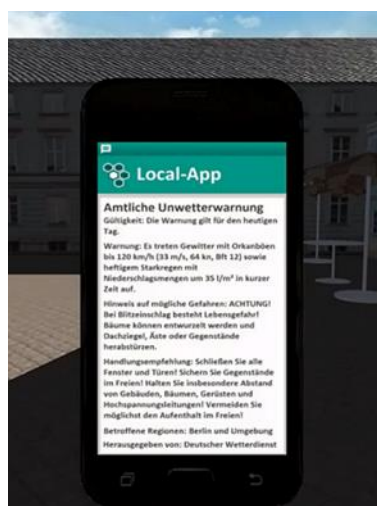 Local-App
Amtliche Unwetterwarnung
Gültigkeit: Die Warnung gilt für den heutigen
Tag.
Warnung: Es treten Gewitter mit Orkanböen
bis 120 km/h (33 m/s, 64 kn, Bft 12) sowie
heftigem Starkregen mit
Niederschlagsmengen um 35 l/m² in kurzer
Zeit auf.
Hinweis auf mögliche Gefahren: ACHTUNG!
Bei Blitzeinschlag besteht Lebensgefahr!
Bäume können entwurzelt werden und
Dachziegel, Äste oder Gegenstände
herabstürzen.
Handlungsempfehlung: Schließen Sie alle
Fenster und Türen! Sichern Sie Gegenstände
im Freien! Halten Sie insbesondere Abstand
von Gebäuden, Bäumen, Gerüsten und
Hochspannungsleitungen! Vermeiden Sie
möglichst den Aufenthalt im Freien!
Betroffene Regionen: Berlin und Umgebung
Herausgegeben von: Deutscher Wetterdienst